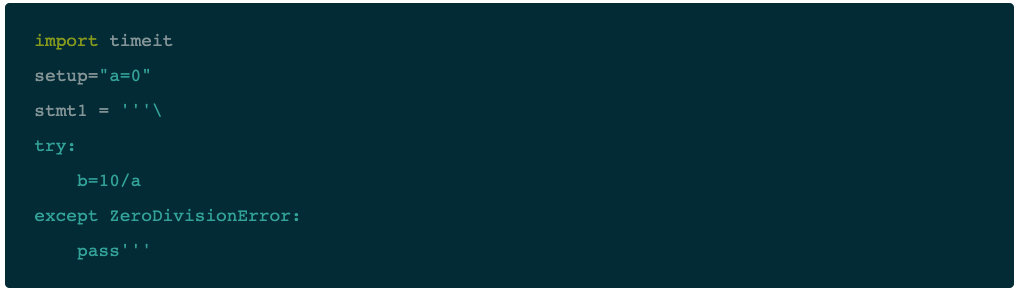 import timeit
setup="a=0"
stmt1 = '''\
try:
    b=10/a
except ZeroDivisionError:
    pass'''